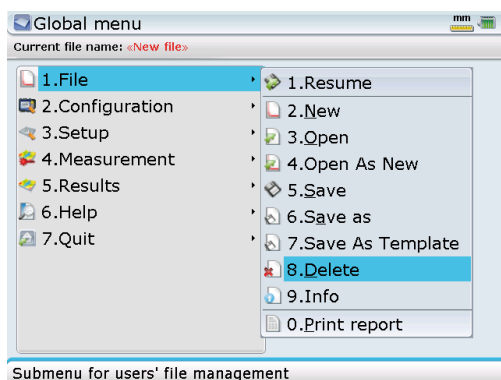 Global menu
mm
Current file name: «New file»
1.File
2.Configuration
3.Setup
4.Measurement
5.Results
6.Help
7.Quit
1.Resume
2.New
3.Open
4.Open As New
5.Save
6.Save as
7.Save As Template
8.Delete
9.Info
0.Print report
Submenu for users' file management